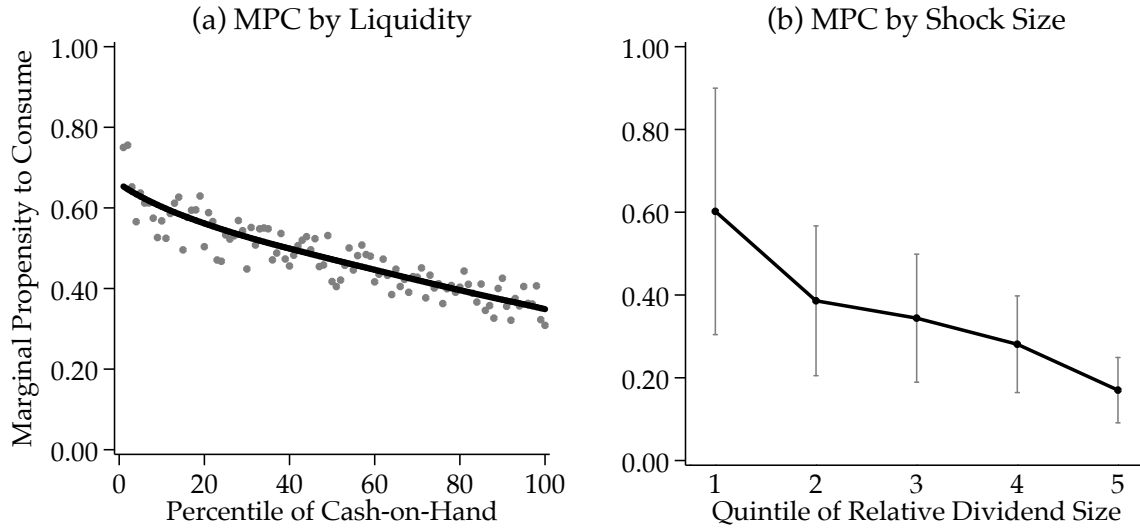 (a) MPC by Liquidity
Marginal Propensity to Consume
1.00
0.80
0.60
0.40
0.20
0.00
0 20 40 60 80 100
Percentile of Cash-on-Hand
(b) MPC by Shock Size
1.00
0.80
0.60
0.40
0.20
0.00
1 2 3 4 5
Quintile of Relative Dividend Size